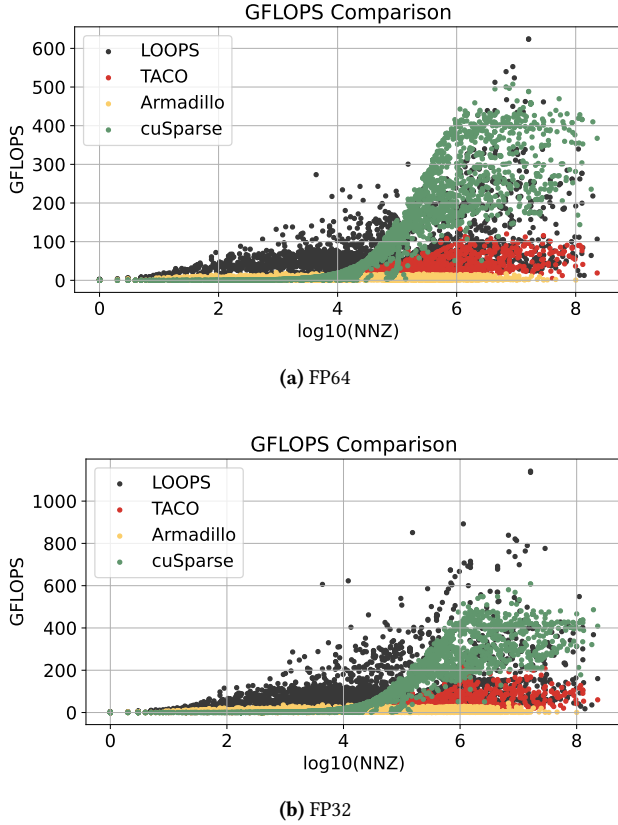 GFLOPS Comparison
GFLOPS
600
500
400
300
200
100
0
LOOPS
TACO
Armadillo
cuSparse
0 2 4 6 8
log10(NNZ)
(a) FP64
GFLOPS Comparison
GFLOPS
1000
800
600
400
200
0
LOOPS
TACO
Armadillo
cuSparse
0 2 4 6 8
log10(NNZ)
(b) FP32